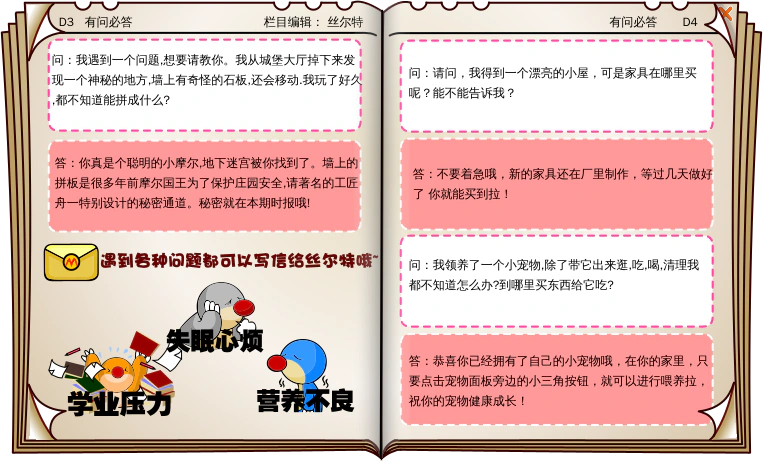 D3 有问必答 栏目编辑： 丝尔特
问：我遇到一个问题,想要请教你。我从城堡大厅掉下来发
现一个神秘的地方,墙上有奇怪的石板,还会移动.我玩了好久
,都不知道能拼成什么?
答：你真是个聪明的小摩尔,地下迷宫被你找到了。墙上的
拼板是很多年前摩尔国王为了保护庄园安全,请著名的工匠
舟一特别设计的秘密通道。秘密就在本期时报哦!
遇到各种问题都可以写信给丝尔特哦~
失眠心烦
学业压力
营养不良
有问必答 D4
问：请问，我得到一个漂亮的小屋，可是家具在哪里买
呢？能不能告诉我？
答：不要着急哦，新的家具还在厂里制作，等过几天做好
了 你就能买到拉！
问：我领养了一个小宠物,除了带它出来逛,吃,喝,清理我
都不知道怎么办?到哪里买东西给它吃?
答：恭喜你已经拥有了自己的小宠物哦，在你的家里，只
要点击宠物面板旁边的小三角按钮，就可以进行喂养拉，
祝你的宠物健康成长！